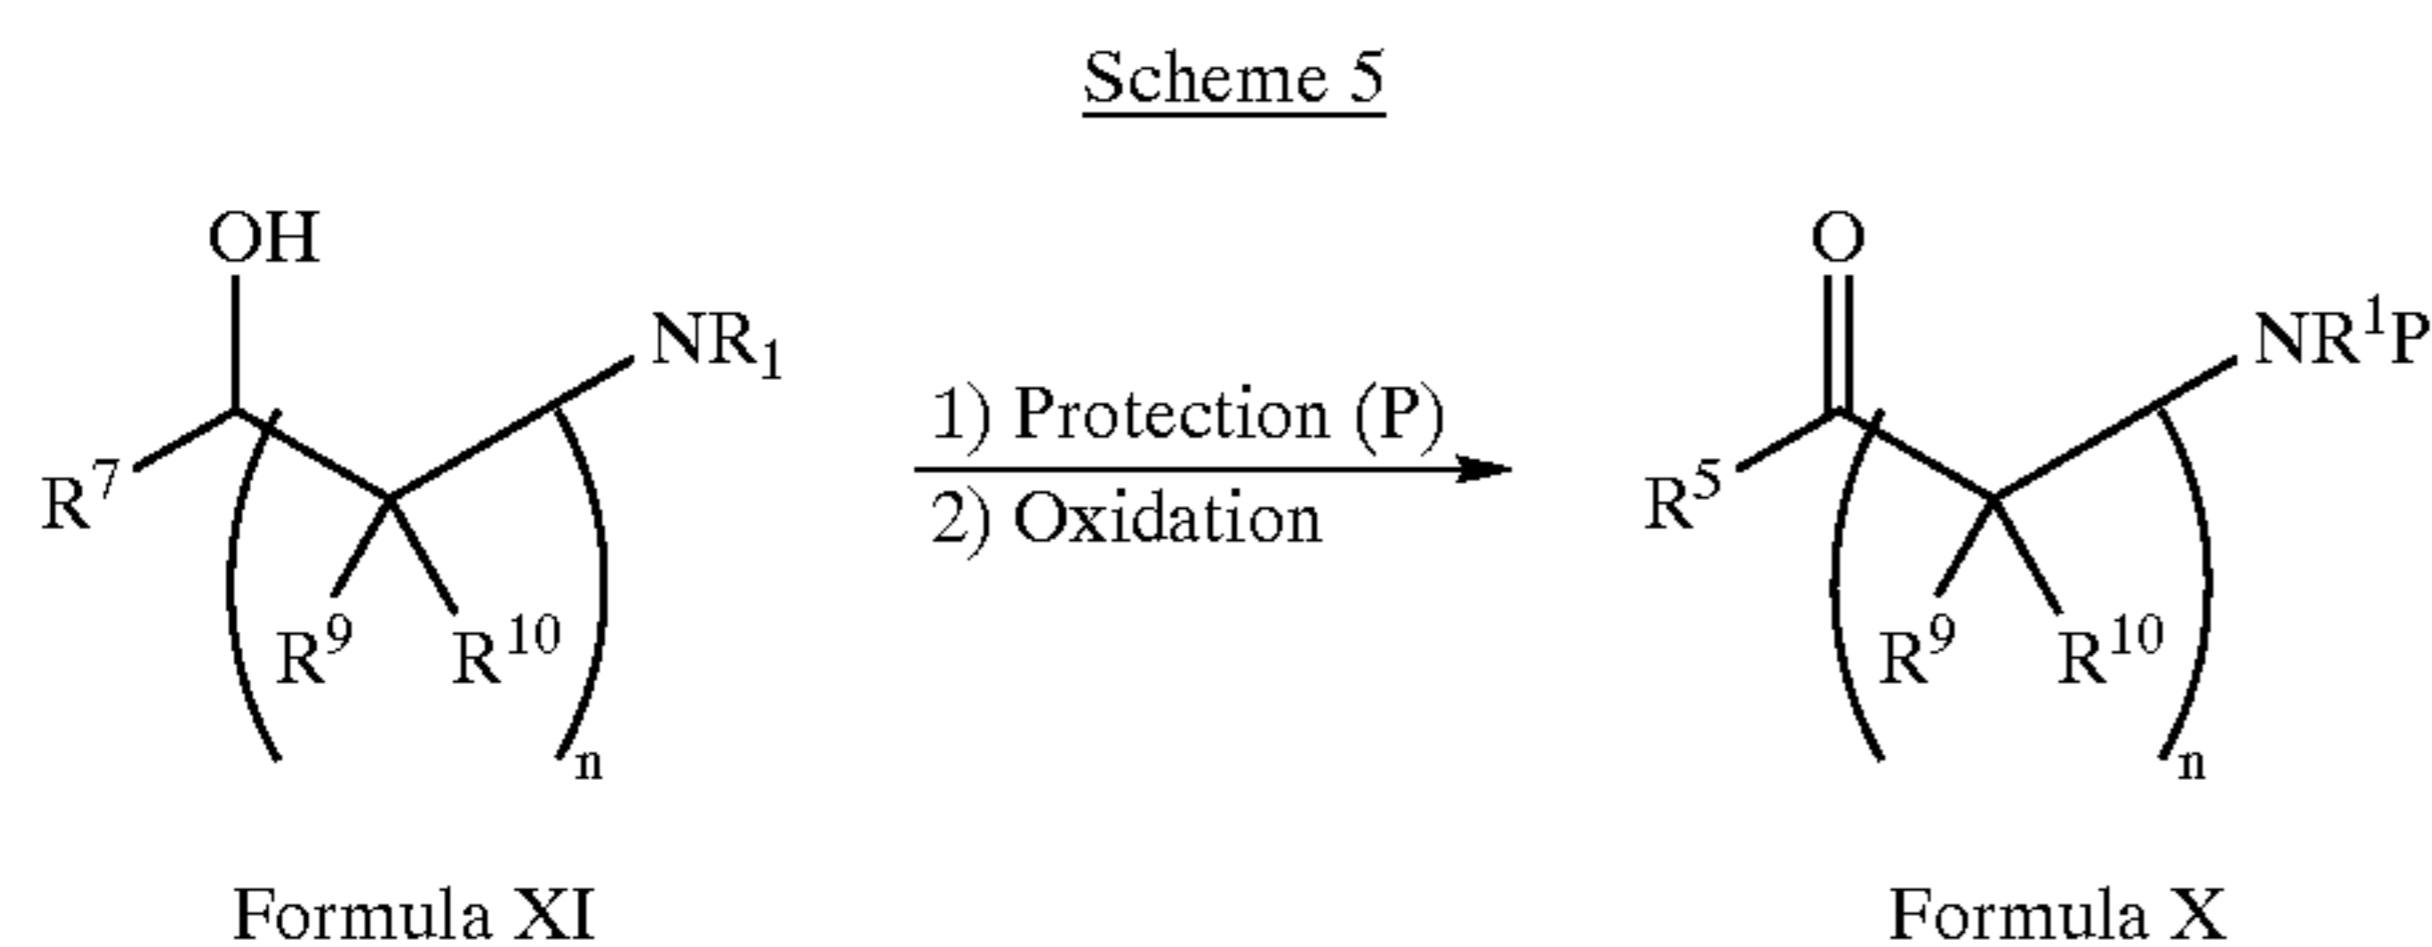 Scheme 5
OH
NR₁
R⁷
R⁹
R¹⁰
n
1) Protection (P)
2) Oxidation
O
NR¹P
R⁵
R⁹
R¹⁰
n
Formula XI
Formula X